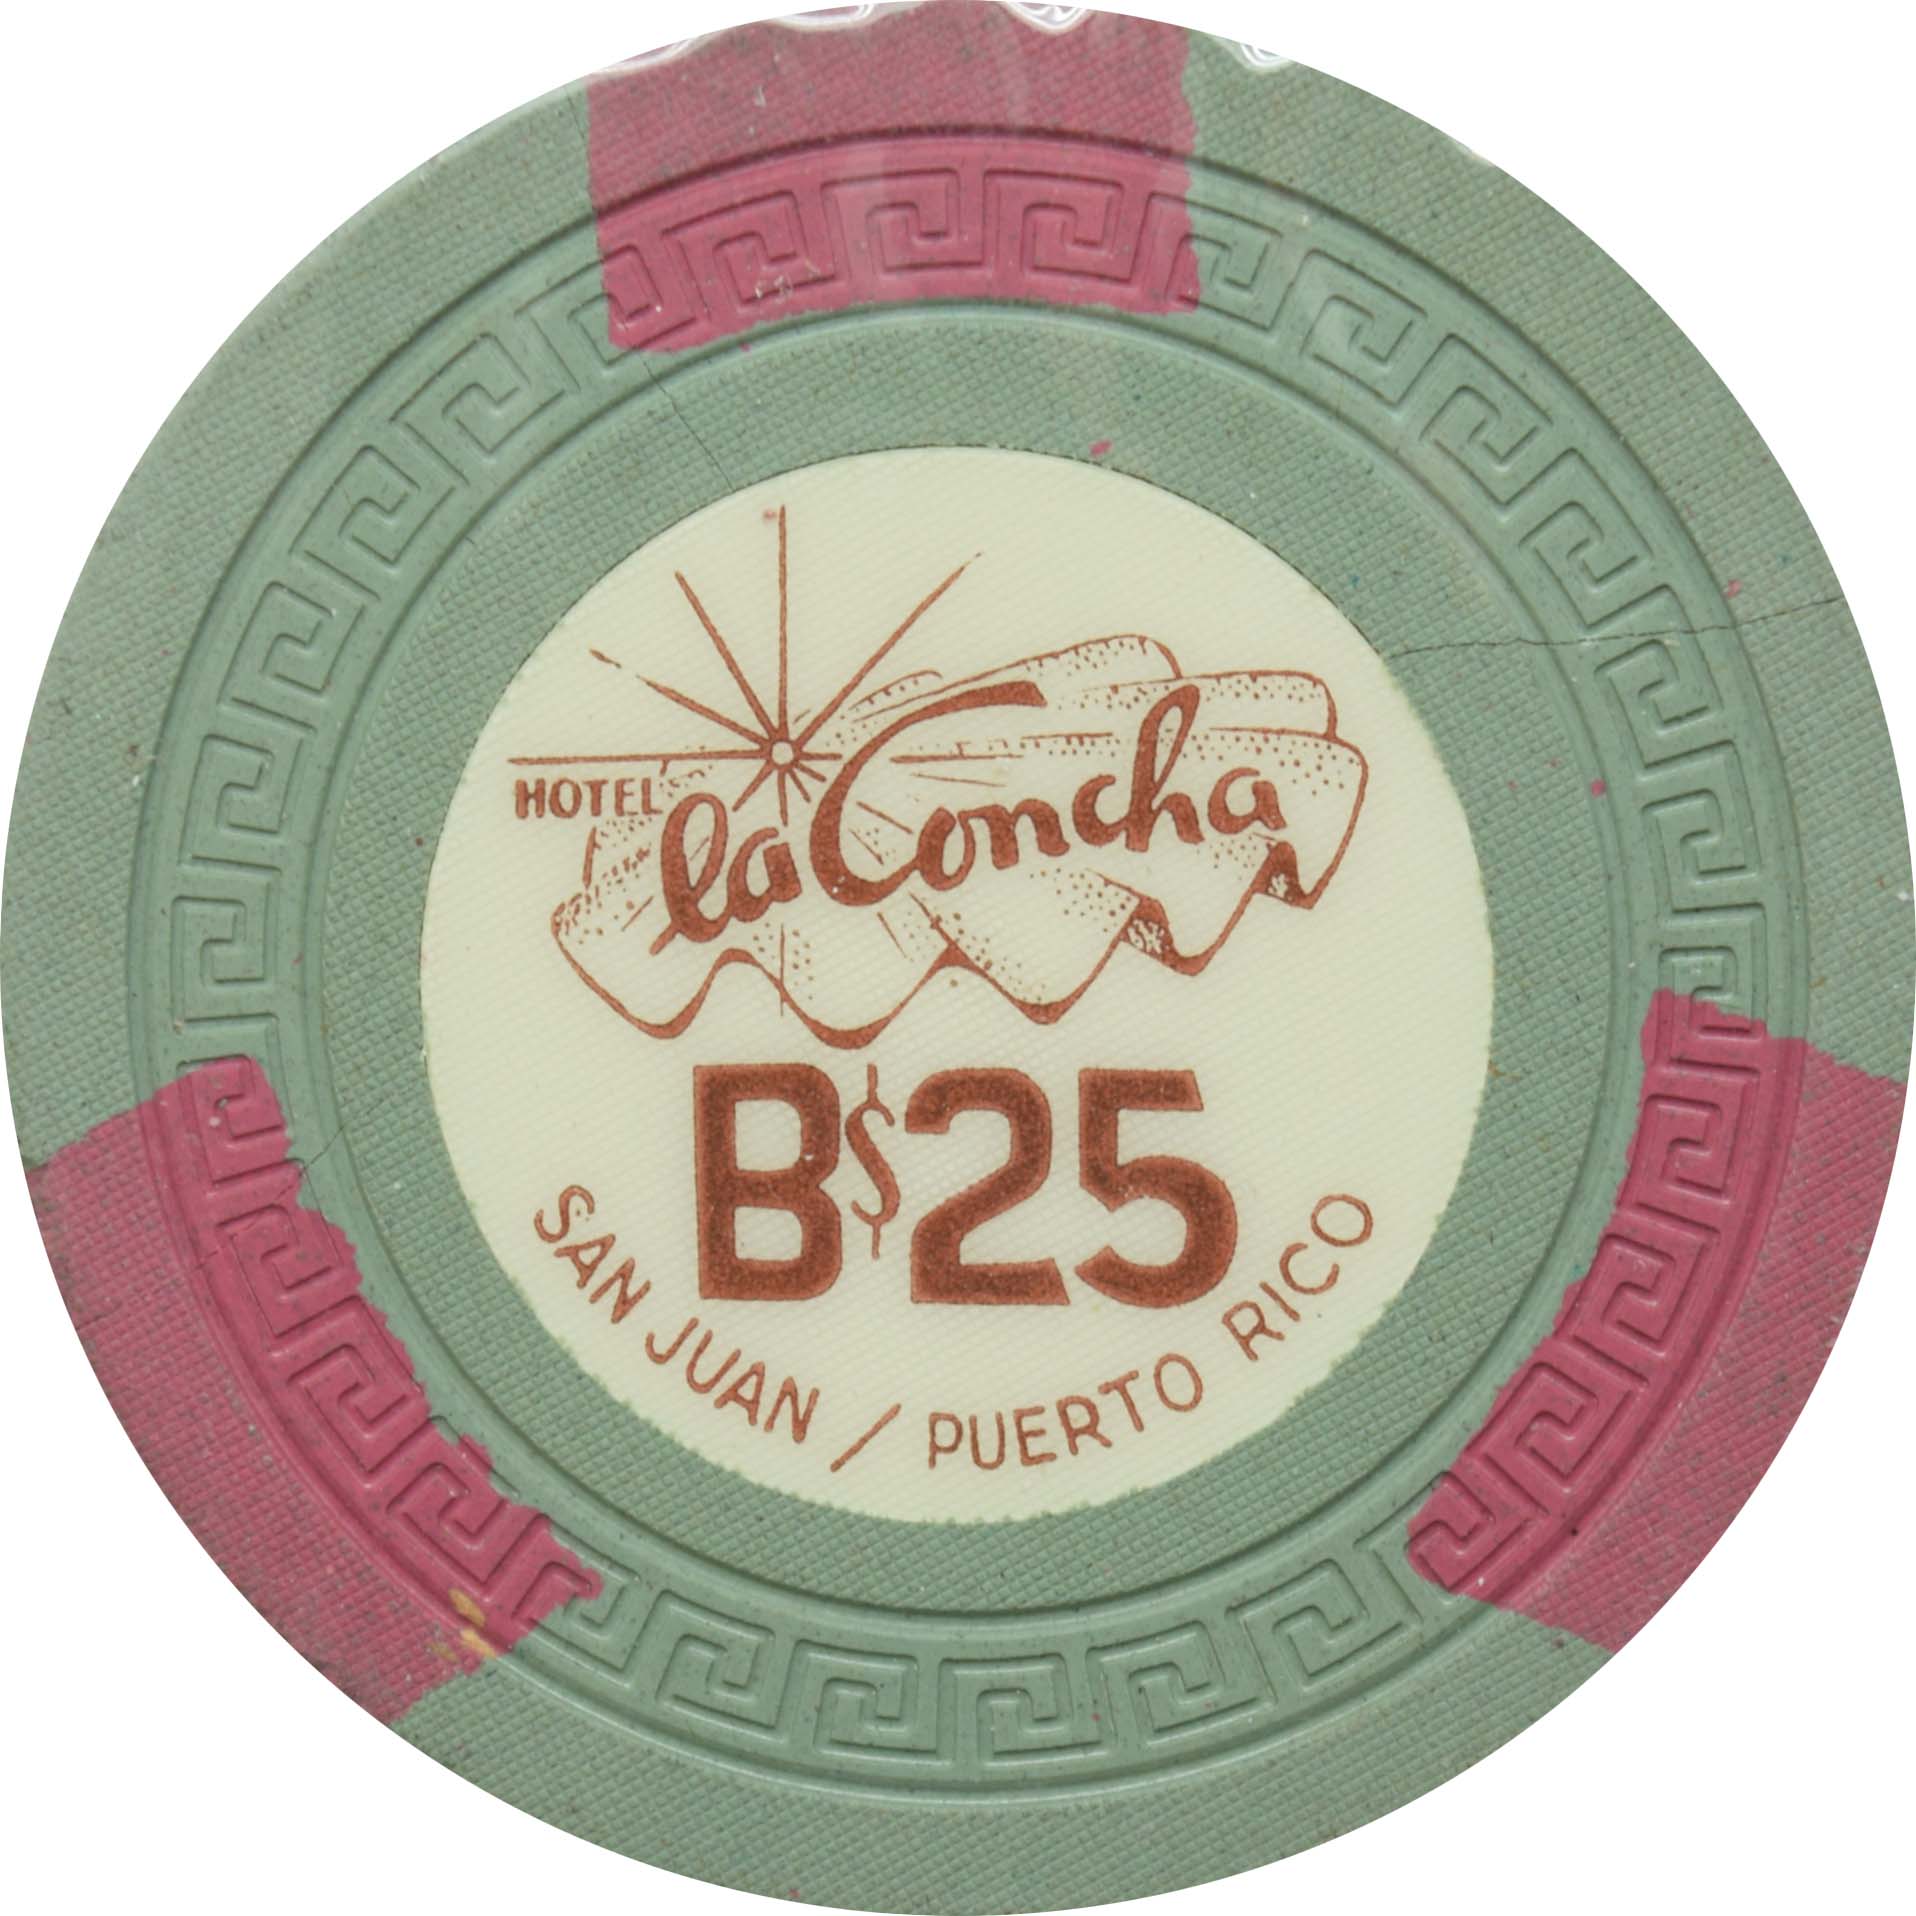 HOTEL
la Concha
B$25
SAN JUAN / PUERTO RICO